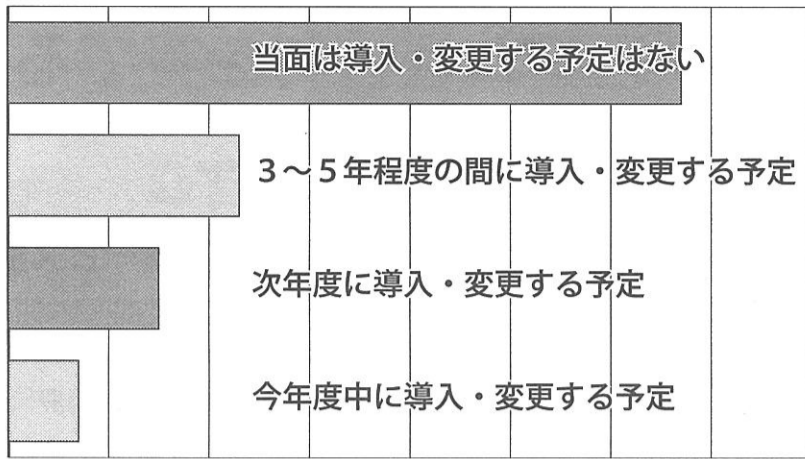 当面は導入・変更する予定はない
３～５年程度の間に導入・変更する予定
次年度に導入・変更する予定
今年度中に導入・変更する予定